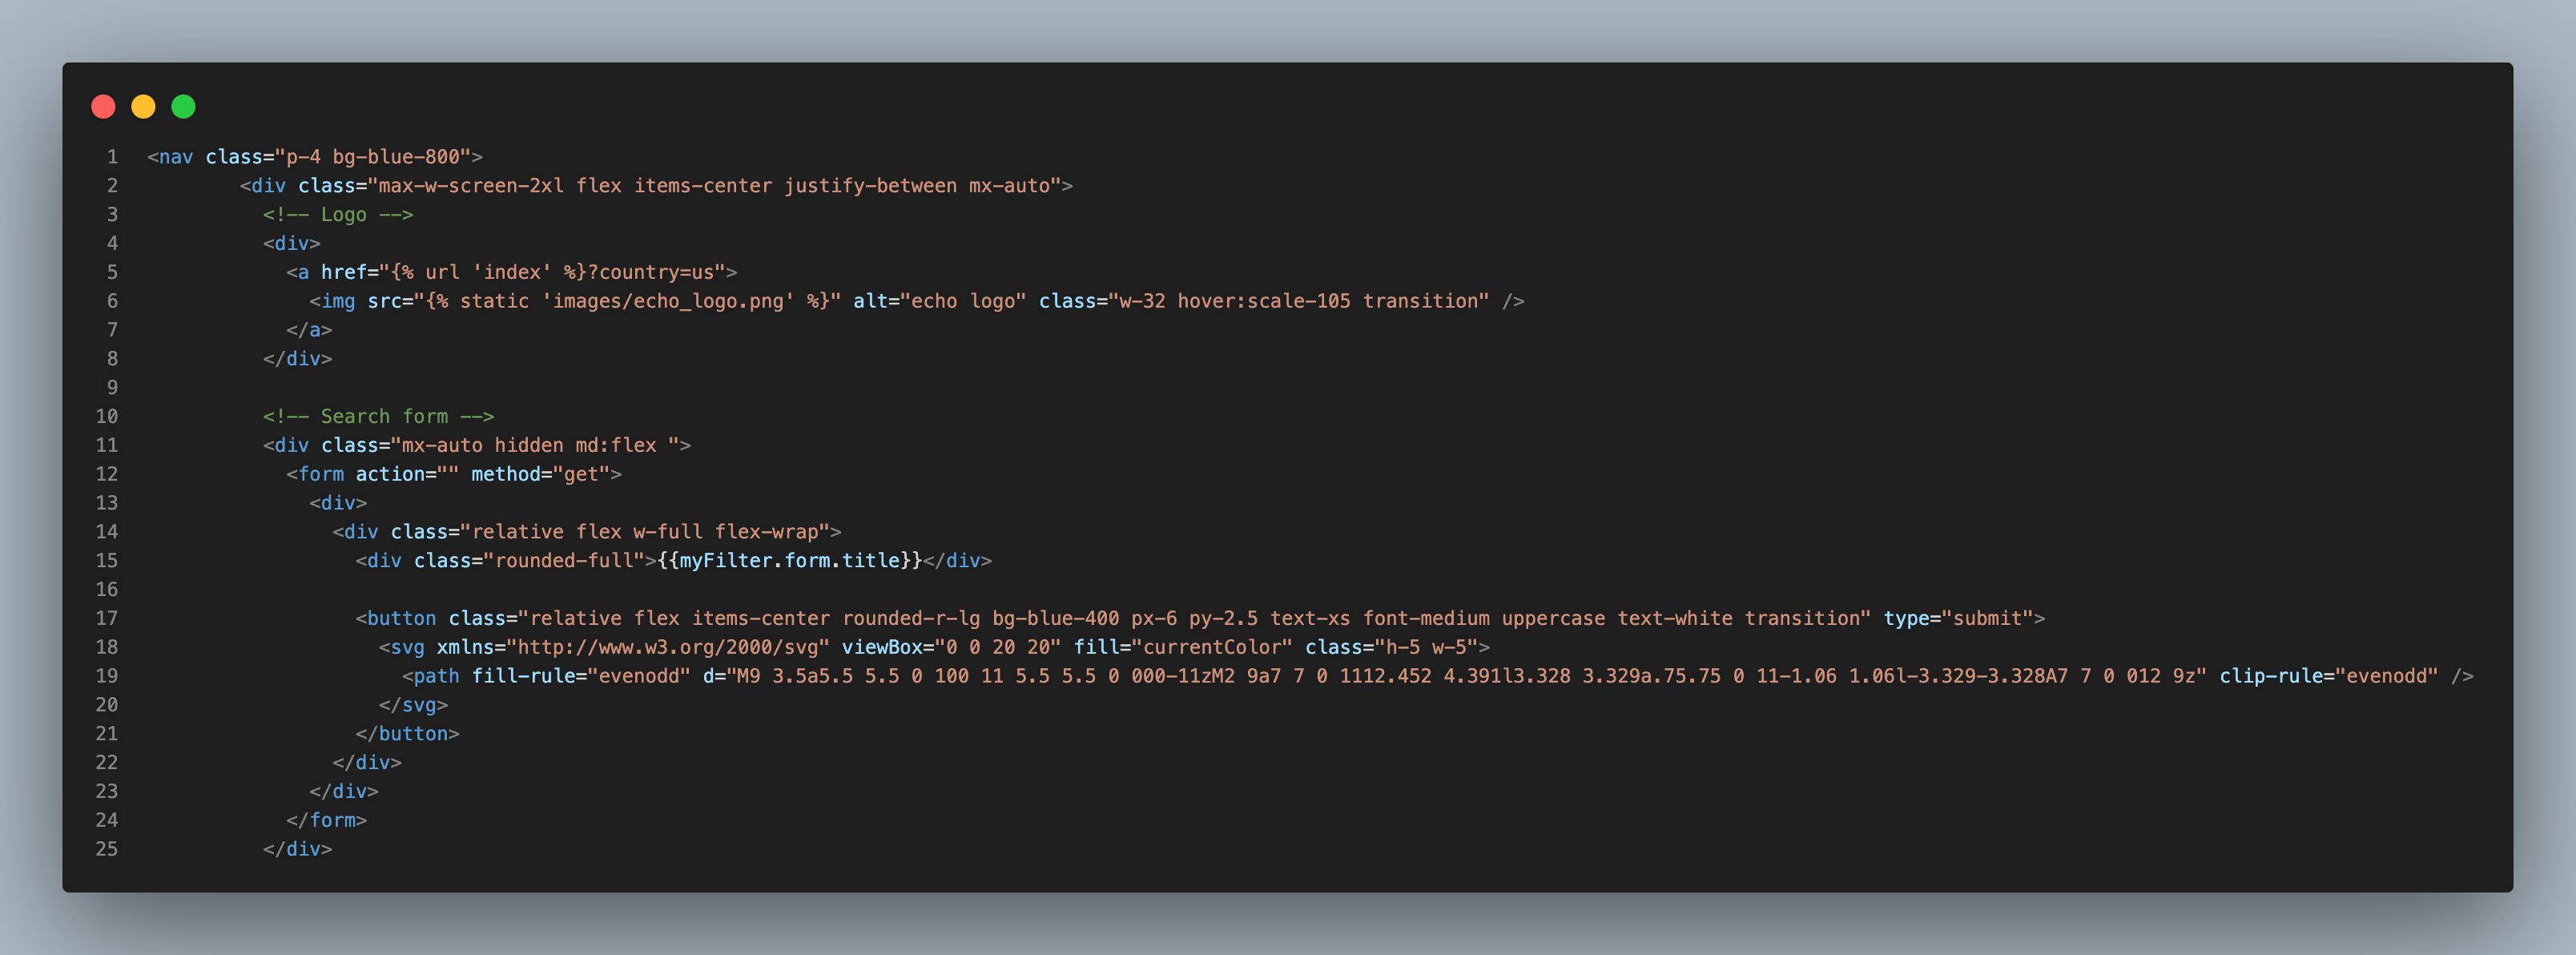 1 <nav class="p-4 bg-blue-800">
2 <div class="max-w-screen-2xl flex items-center justify-between mx-auto">
3 <!-- Logo -->
4 <div>
5 <a href="{% url 'index' %}?country=us">
6 <img src="{% static 'images/echo_logo.png' %}" alt="echo logo" class="w-32 hover:scale-105 transition" />
7 </a>
8 </div>
9
10 <!-- Search form -->
11 <div class="mx-auto hidden md:flex ">
12 <form action="" method="get">
13 <div>
14 <div class="relative flex w-full flex-wrap">
15 <div class="rounded-full">{{myFilter.form.title}}</div>
16
17 <button class="relative flex items-center rounded-r-lg bg-blue-400 px-6 py-2.5 text-xs font-medium uppercase text-white transition" type="submit">
18 <svg xmlns="http://www.w3.org/2000/svg" viewBox="0 0 20 20" fill="currentColor" class="h-5 w-5">
19 <path fill-rule="evenodd" d="M9 3.5a5.5 5.5 0 100 11 5.5 5.5 0 000-11zM2 9a7 7 0 1112.452 4.391l3.328 3.329a.75.75 0 11-1.06 1.06l-3.329-3.328A7 7 0 012 9z" clip-rule="evenodd" />
20 </svg>
21 </button>
22 </div>
23 </div>
24 </form>
25 </div>